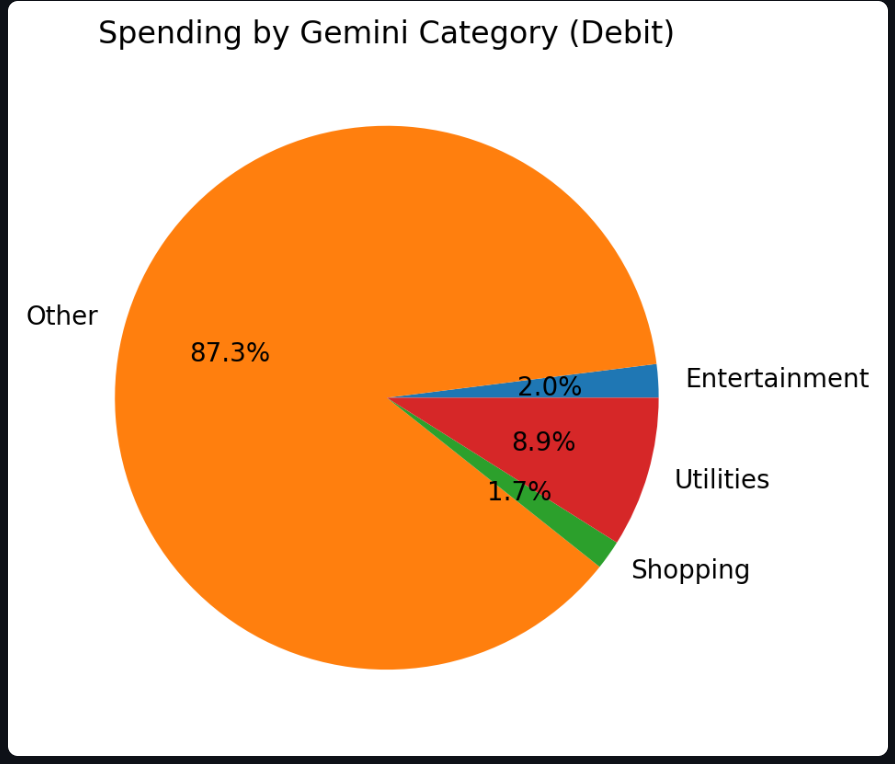 Spending by Gemini Category (Debit)
Other
87.3%
2.0%
Entertainment
8.9%
Utilities
1.7%
Shopping